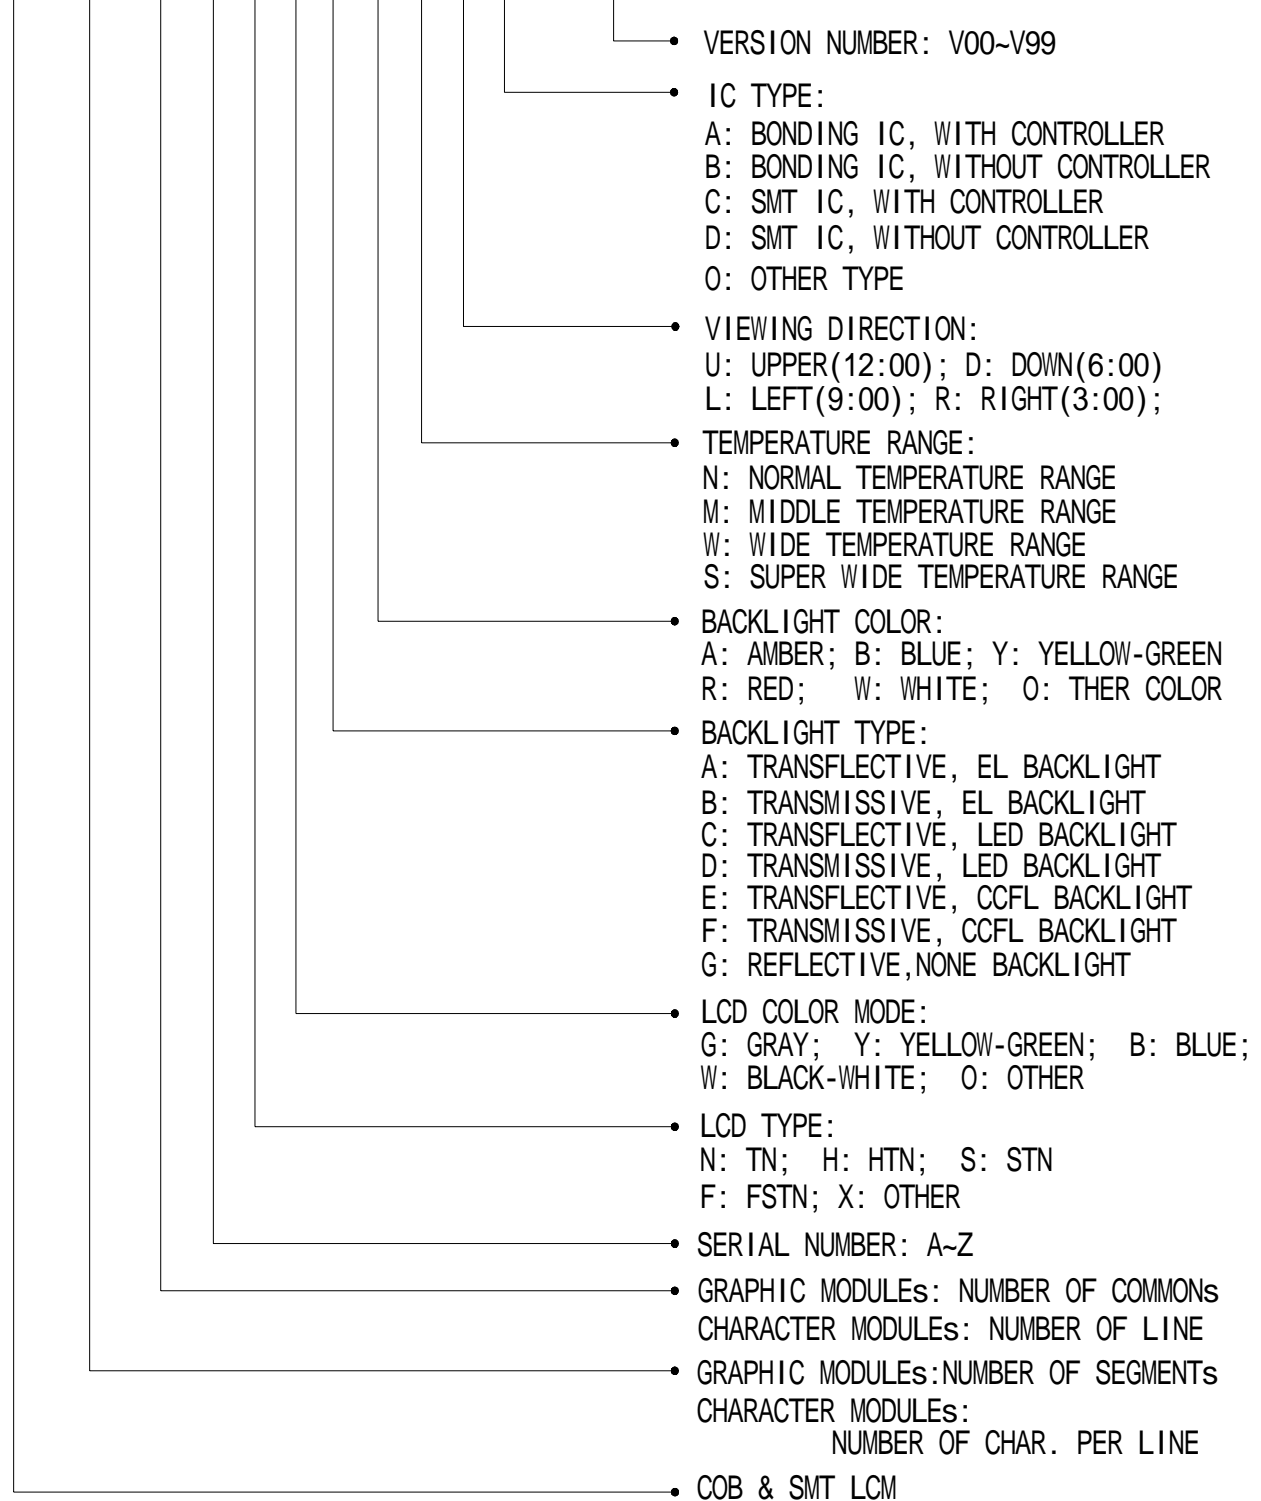 VERSION NUMBER: V00~V99
IC TYPE:
A: BONDING IC, WITH CONTROLLER
B: BONDING IC, WITHOUT CONTROLLER
C: SMT IC, WITH CONTROLLER
D: SMT IC, WITHOUT CONTROLLER
O: OTHER TYPE
VIEWING DIRECTION:
U: UPPER(12:00); D: DOWN(6:00)
L: LEFT(9:00); R: RIGHT(3:00);
TEMPERATURE RANGE:
N: NORMAL TEMPERATURE RANGE
M: MIDDLE TEMPERATURE RANGE
W: WIDE TEMPERATURE RANGE
S: SUPER WIDE TEMPERATURE RANGE
BACKLIGHT COLOR:
A: AMBER; B: BLUE; Y: YELLOW-GREEN
R: RED; W: WHITE; O: THER COLOR
BACKLIGHT TYPE:
A: TRANSFLECTIVE, EL BACKLIGHT
B: TRANSMISSIVE, EL BACKLIGHT
C: TRANSFLECTIVE, LED BACKLIGHT
D: TRANSMISSIVE, LED BACKLIGHT
E: TRANSFLECTIVE, CCFL BACKLIGHT
F: TRANSMISSIVE, CCFL BACKLIGHT
G: REFLECTIVE,NONE BACKLIGHT
LCD COLOR MODE:
G: GRAY; Y: YELLOW-GREEN; B: BLUE;
W: BLACK-WHITE; O: OTHER
LCD TYPE:
N: TN; H: HTN; S: STN
F: FSTN; X: OTHER
SERIAL NUMBER: A~Z
GRAPHIC MODULEs: NUMBER OF COMMONs
CHARACTER MODULEs: NUMBER OF LINE
GRAPHIC MODULEs:NUMBER OF SEGMENTs
CHARACTER MODULEs:
NUMBER OF CHAR. PER LINE
COB & SMT LCM